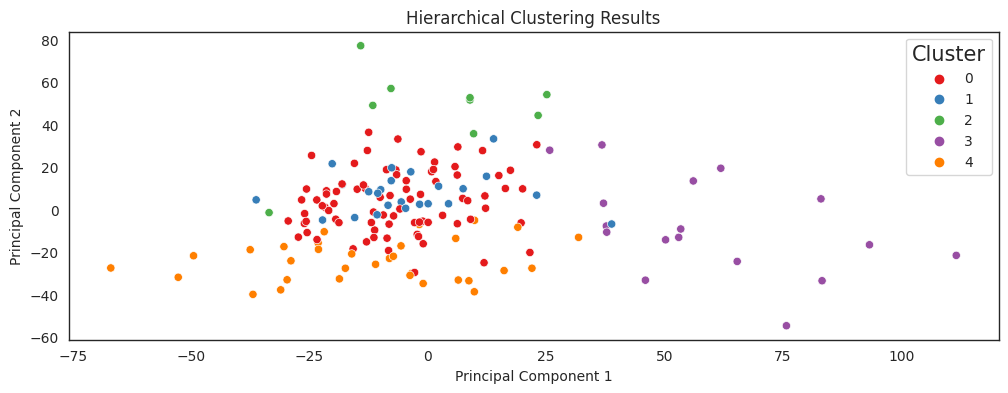 Hierarchical Clustering Results
Principal Component 2
80
60
40
20
0
−20
−40
−60
Cluster
0
1
2
3
4
−75 −50 −25 0 25 50 75 100
Principal Component 1